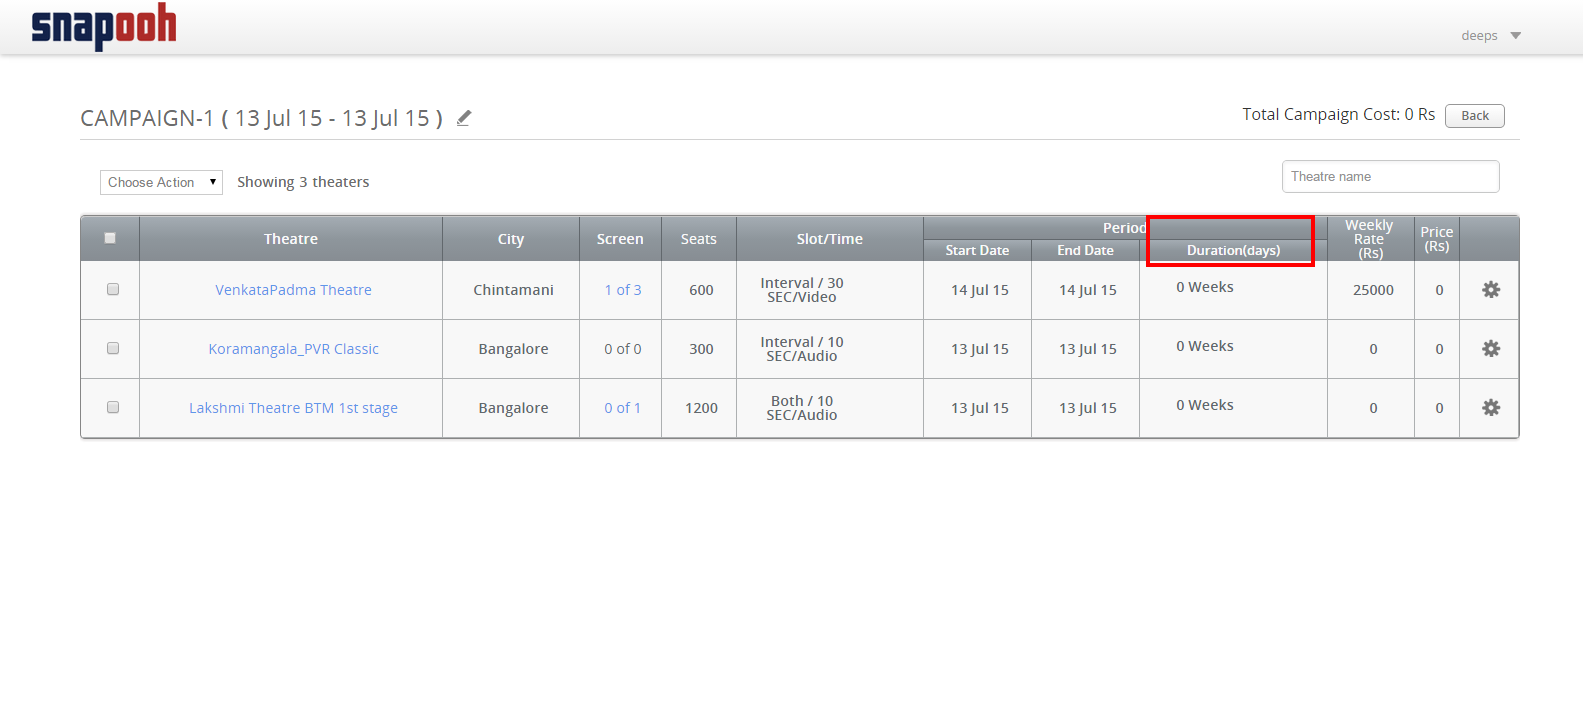 snapooh
deeps
CAMPAIGN-1 ( 13 Jul 15 - 13 Jul 15 )
Total Campaign Cost: 0 Rs
Back
Choose Action
Showing 3 theaters
Theatre name
Theatre
City
Screen
Seats
Slot/Time
Period
Start Date
End Date
Duration(days)
Weekly
Rate
(Rs)
Price
(Rs)
VenkataPadma Theatre
Chintamani
1 of 3
600
Interval / 30
SEC/Video
14 Jul 15
14 Jul 15
0 Weeks
25000
0
Koramangala_PVR Classic
Bangalore
0 of 0
300
Interval / 10
SEC/Audio
13 Jul 15
13 Jul 15
0 Weeks
0
0
Lakshmi Theatre BTM 1st stage
Bangalore
0 of 1
1200
Both / 10
SEC/Audio
13 Jul 15
13 Jul 15
0 Weeks
0
0